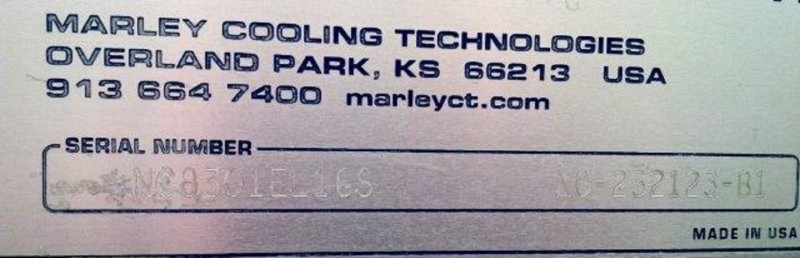 MARLEY COOLING TECHNOLOGIES
OVERLAND PARK, KS 66213 USA
913 664 7400 marleyct.com
SERIAL NUMBER
NC8301EL1GS NC-232123-B1
MADE IN USA